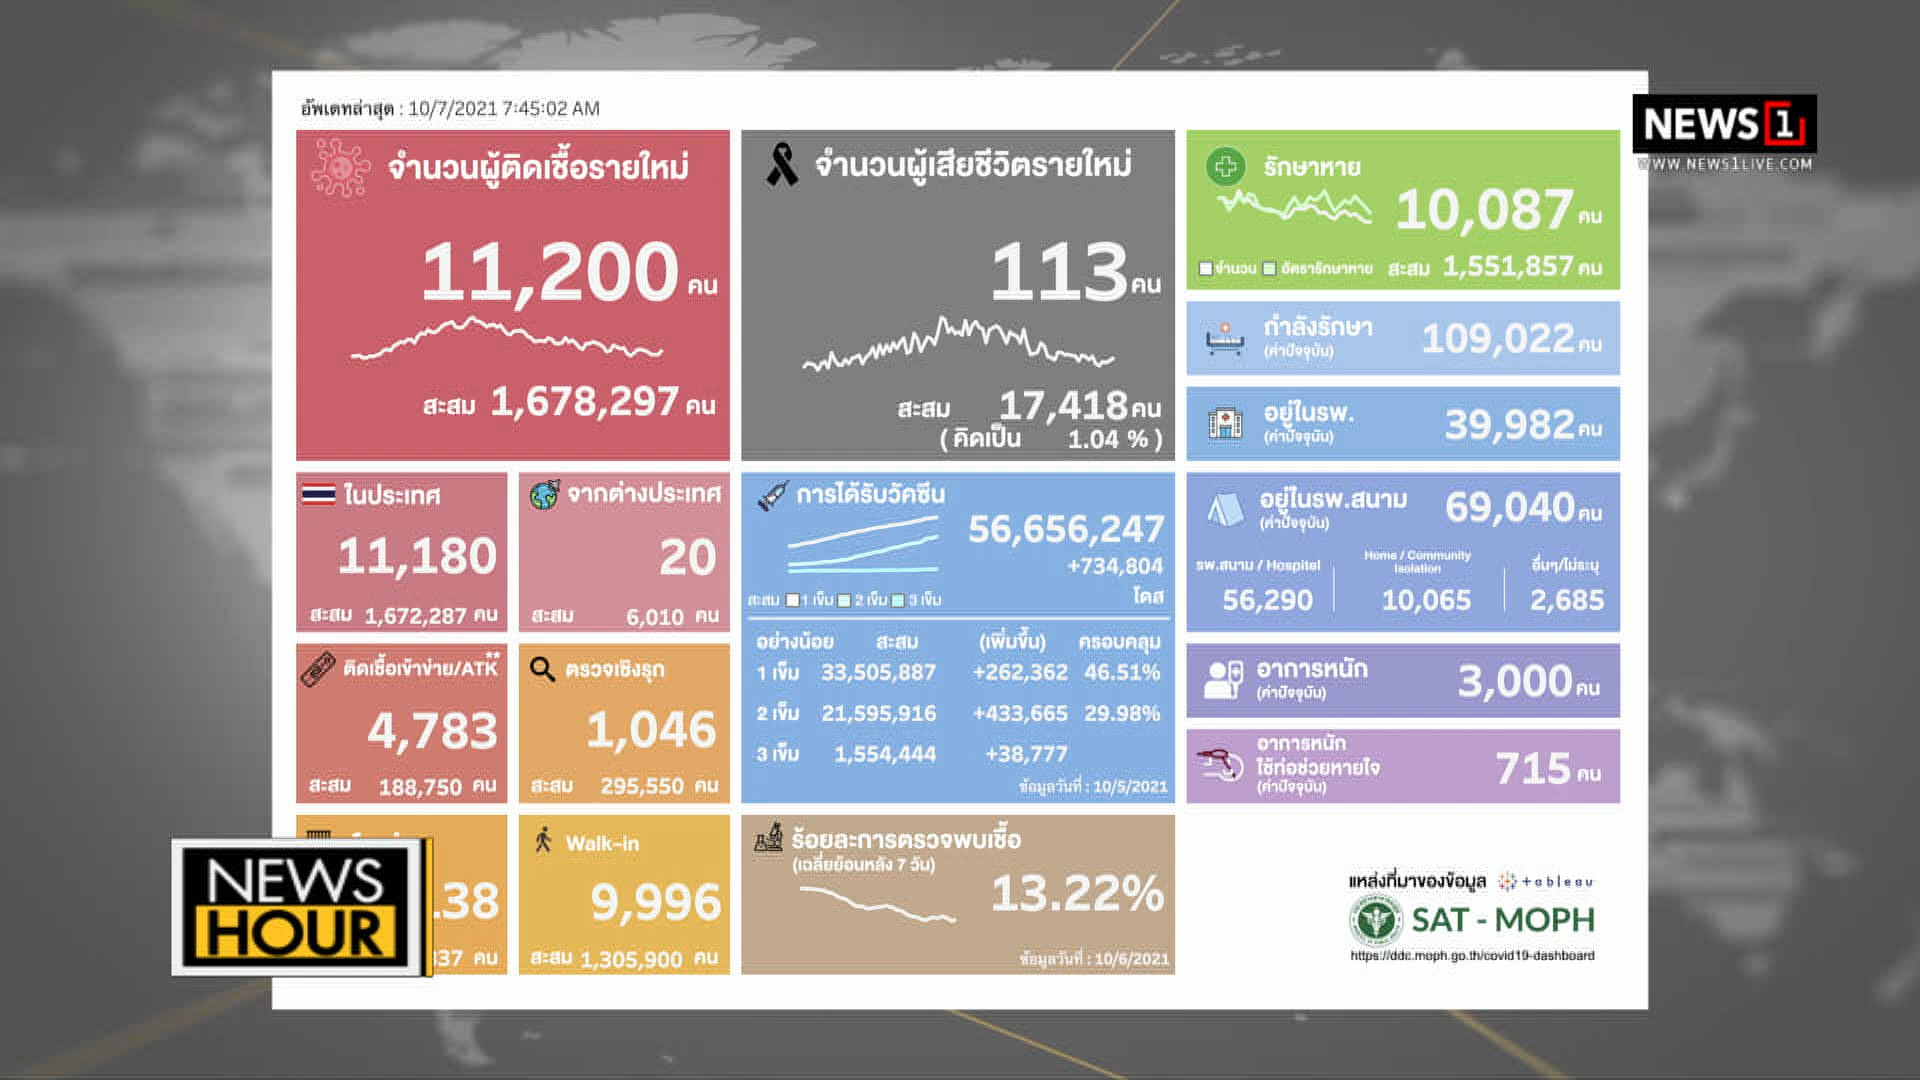 อัพเดทล่าสุด : 10/7/2021 7:45:02 AM
NEWS 1
WWW.NEWS1LIVE.COM
จำนวนผู้ติดเชื้อรายใหม่
11,200 คน
สะสม 1,678,297 คน
จำนวนผู้เสียชีวิตรายใหม่
113 คน
สะสม 17,418 คน
( คิดเป็น 1.04 % )
รักษาหาย
10,087 คน
จำนวน อัตรารักษาหาย สะสม 1,551,857 คน
กำลังรักษา
(ค่าปัจจุบัน)
109,022 คน
อยู่ในรพ.
(ค่าปัจจุบัน)
39,982 คน
ในประเทศ
11,180
สะสม 1,672,287 คน
จากต่างประเทศ
20
สะสม 6,010 คน
การได้รับวัคซีน
56,656,247
+734,804
โดส
สะสม 1 เข็ม 2 เข็ม 3 เข็ม
อย่างน้อย สะสม (เพิ่มขึ้น) ครอบคลุม
1 เข็ม 33,505,887 +262,362 46.51%
2 เข็ม 21,595,916 +433,665 29.98%
3 เข็ม 1,554,444 +38,777
ข้อมูลวันที่ : 10/5/2021
อยู่ในรพ.สนาม
(ค่าปัจจุบัน)
69,040 คน
รพ.สนาม / Hospitel
56,290
Home / Community
Isolation
10,065
อื่นๆ/ไม่ระบุ
2,685
ติดเชื้อเข้าข่าย/ATK**
4,783
สะสม 188,750 คน
ตรวจเชิงรุก
1,046
สะสม 295,550 คน
อาการหนัก
(ค่าปัจจุบัน)
3,000 คน
อาการหนัก
ใช้ท่อช่วยหายใจ
(ค่าปัจจุบัน)
715 คน
38
337 คน
Walk-in
9,996
สะสม 1,305,900 คน
ร้อยละการตรวจพบเชื้อ
(เฉลี่ยย้อนหลัง 7 วัน)
13.22%
ข้อมูลวันที่ : 10/6/2021
แหล่งที่มาของข้อมูล +ableau
SAT - MOPH
https://ddc.moph.go.th/covid19-dashboard
NEWS
HOUR